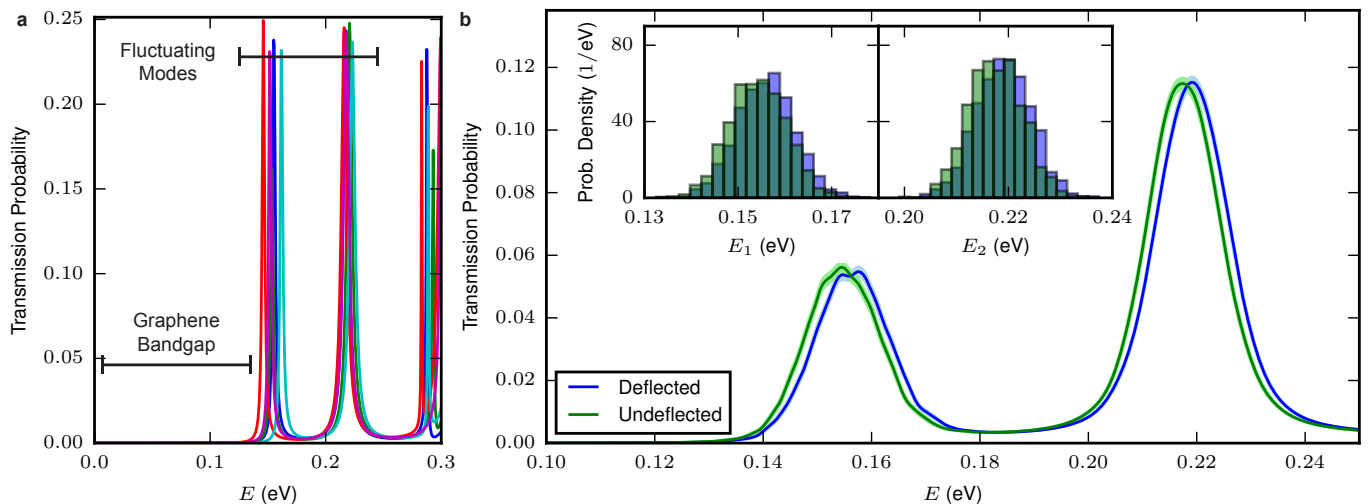 a
Transmission Probability
0.25
0.20
0.15
0.10
0.05
0.00
Fluctuating
Modes
Graphene
Bandgap
0.0
0.1
0.2
0.3
E (eV)
b
Transmission Probability
0.12
0.10
0.08
0.06
0.04
0.02
0.00
Prob. Density (1/eV)
80
40
0
0.13
0.15
0.17
E₁ (eV)
0.20
0.22
0.24
E₂ (eV)
Deflected
Undeflected
0.10
0.12
0.14
0.16
0.18
0.20
0.22
0.24
E (eV)